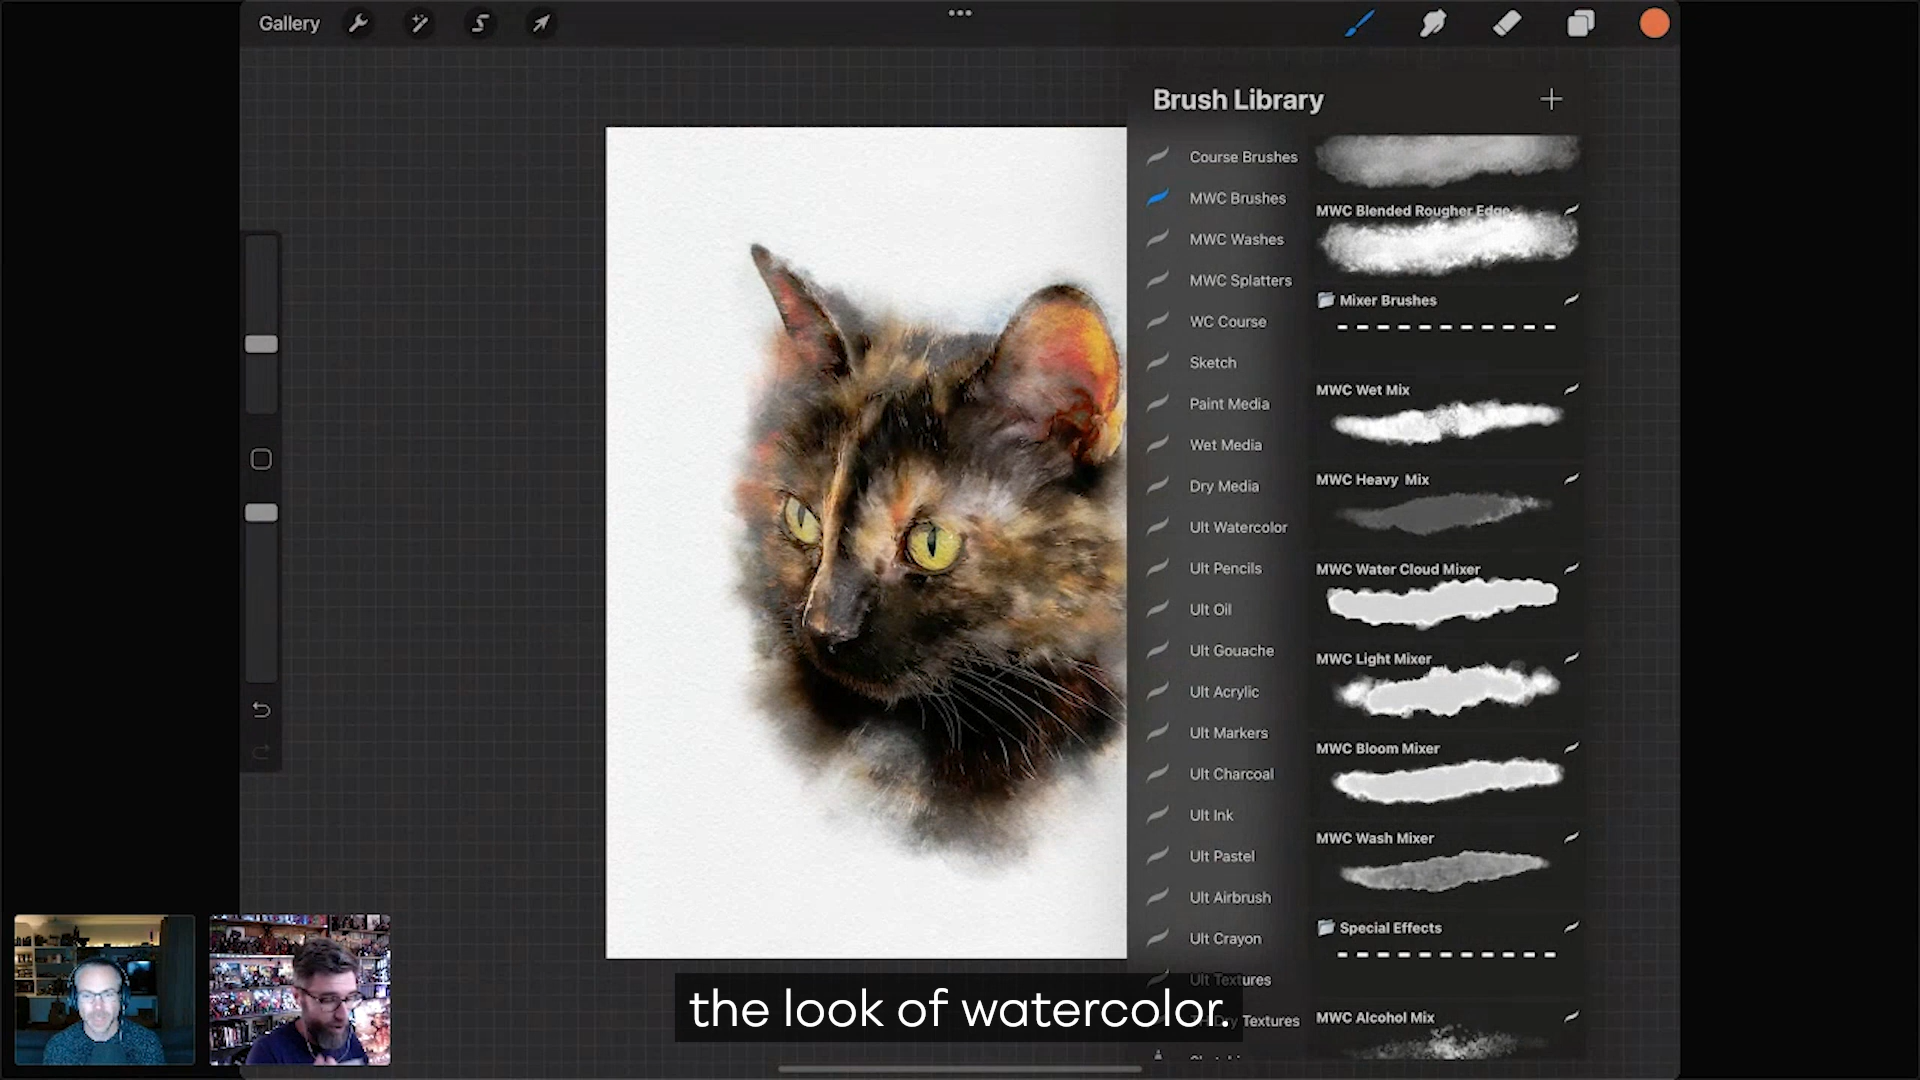 Gallery
Brush Library
Course Brushes
MWC Brushes
MWC Washes
MWC Splatters
WC Course
Sketch
Paint Media
Wet Media
Dry Media
Ult Watercolor
Ult Pencils
Ult Oil
Ult Gouache
Ult Acrylic
Ult Markers
Ult Charcoal
Ult Ink
Ult Pastel
Ult Airbrush
Ult Crayon
Ult Textures
Textures
MWC Blended Rougher Edge
Mixer Brushes
MWC Wet Mix
MWC Heavy Mix
MWC Water Cloud Mixer
MWC Light Mixer
MWC Bloom Mixer
MWC Wash Mixer
Special Effects
MWC Alcohol Mix
the look of watercolor.